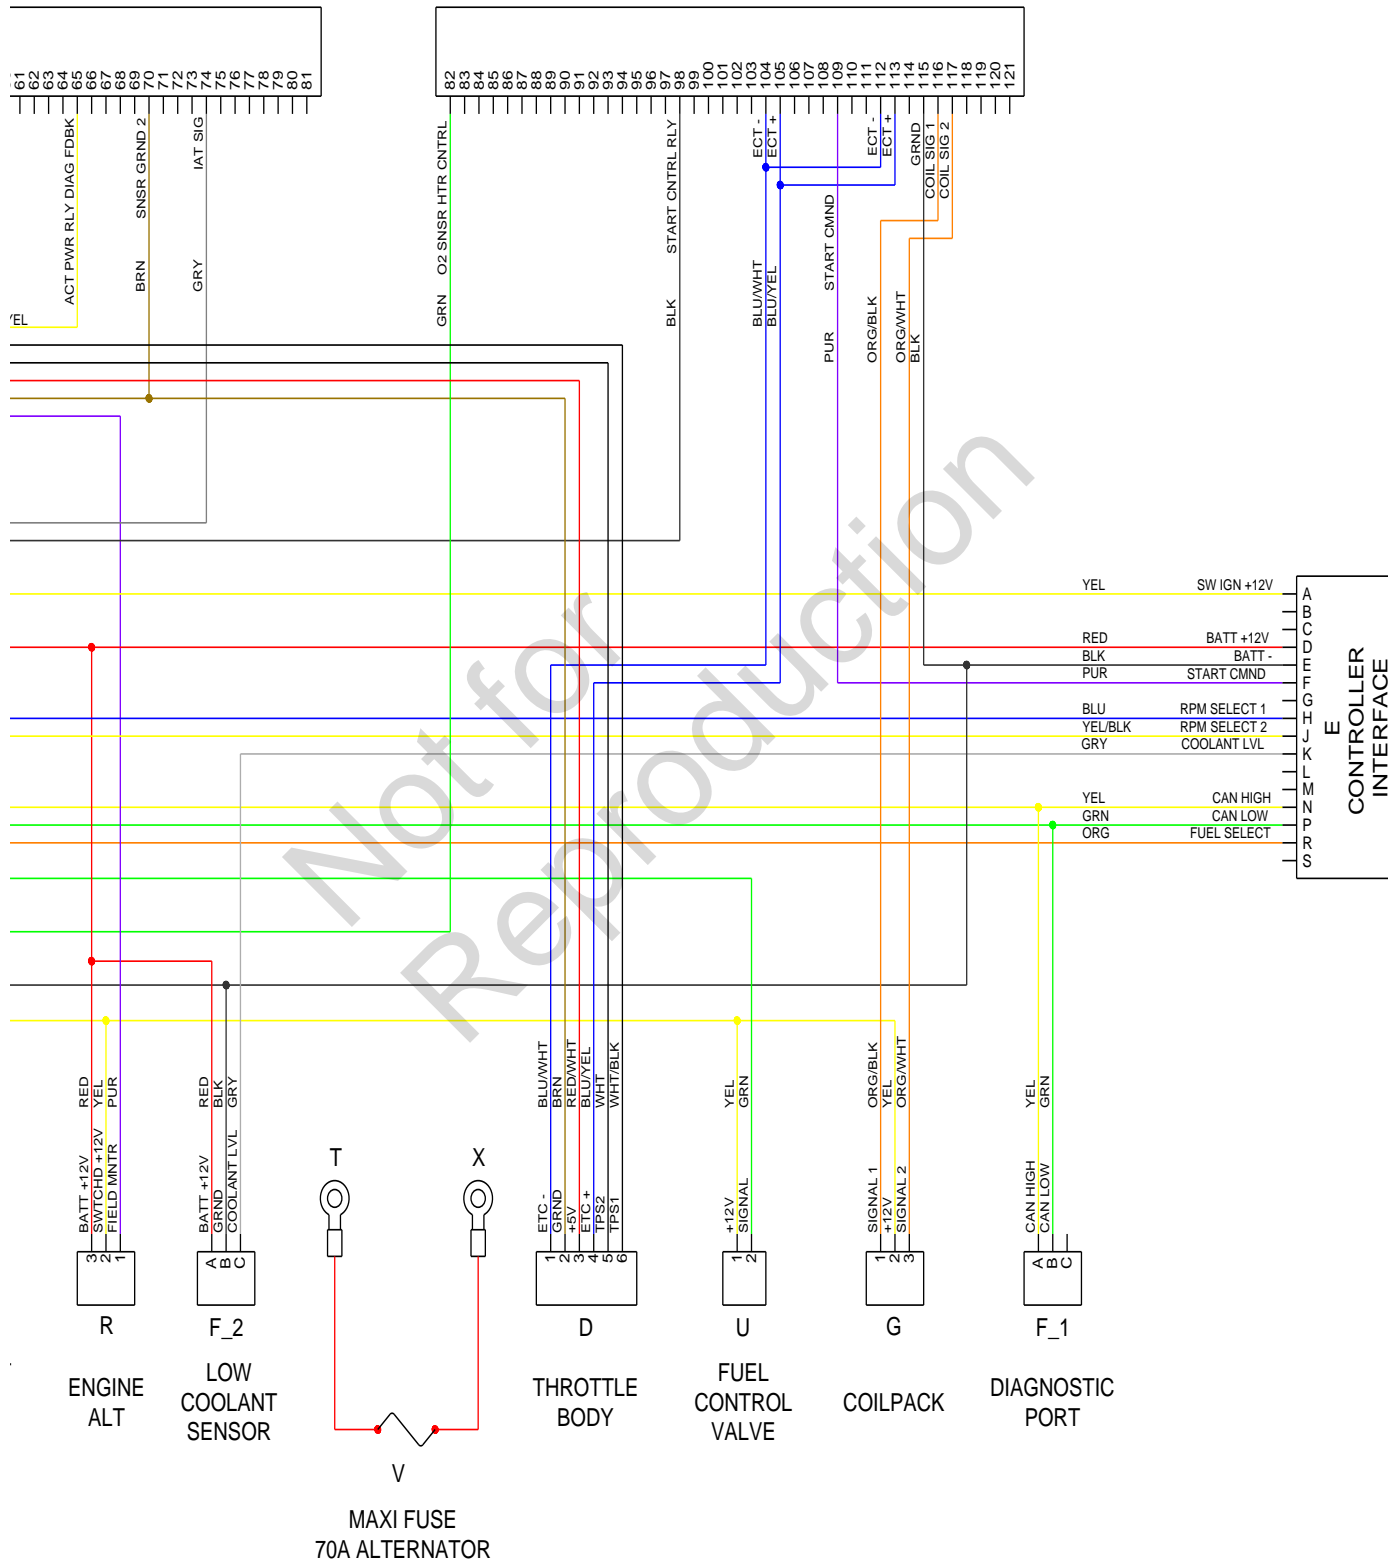 61 62 63 64 65 66 67 68 69 70 71 72 73 74 75 76 77 78 79 80 81
82 83 84 85 86 87 88 89 90 91 92 93 94 95 96 97 98 99 100 101 102 103 104 105 106 107 108 109 110 111 112 113 114 115 116 117 118 119 120 121
ACT PWR RLY DIAG FDBK
BRN SNSR GRND 2
GRY IAT SIG
GRN O2 SNSR HTR CNTRL
BLK START CNTRL RLY
BLU/WHT ECT -
BLU/YEL ECT +
PUR START CMND
ECT -
ECT +
GRND
COIL SIG 1
COIL SIG 2
ORG/BLK
ORG/WHT
BLK
YEL SW IGN +12V A
B
C
RED BATT +12V D
BLK BATT - E
PUR START CMND F
G
BLU RPM SELECT 1 H
YEL/BLK RPM SELECT 2 J
GRY COOLANT LVL K
L
M
YEL CAN HIGH N
GRN CAN LOW P
ORG FUEL SELECT R
S
E
CONTROLLER
INTERFACE
Not for
Reproduction
BATT +12V RED
SWTCHD +12V YEL
FIELD MNTR PUR
3 2 1
R
ENGINE
ALT
BATT +12V RED
GRND BLK
COOLANT LVL GRY
A B C
F_2
LOW
COOLANT
SENSOR
T
X
V
MAXI FUSE
70A ALTERNATOR
ETC - BLU/WHT
GRND BRN
+5V RED/WHT
ETC + BLU/YEL
TPS2 WHT
TPS1 WHT/BLK
1 2 3 4 5 6
D
THROTTLE
BODY
+12V YEL
SIGNAL GRN
1 2
U
FUEL
CONTROL
VALVE
SIGNAL 1 ORG/BLK
+12V YEL
SIGNAL 2 ORG/WHT
1 2 3
G
COILPACK
CAN HIGH YEL
CAN LOW GRN
A B C
F_1
DIAGNOSTIC
PORT